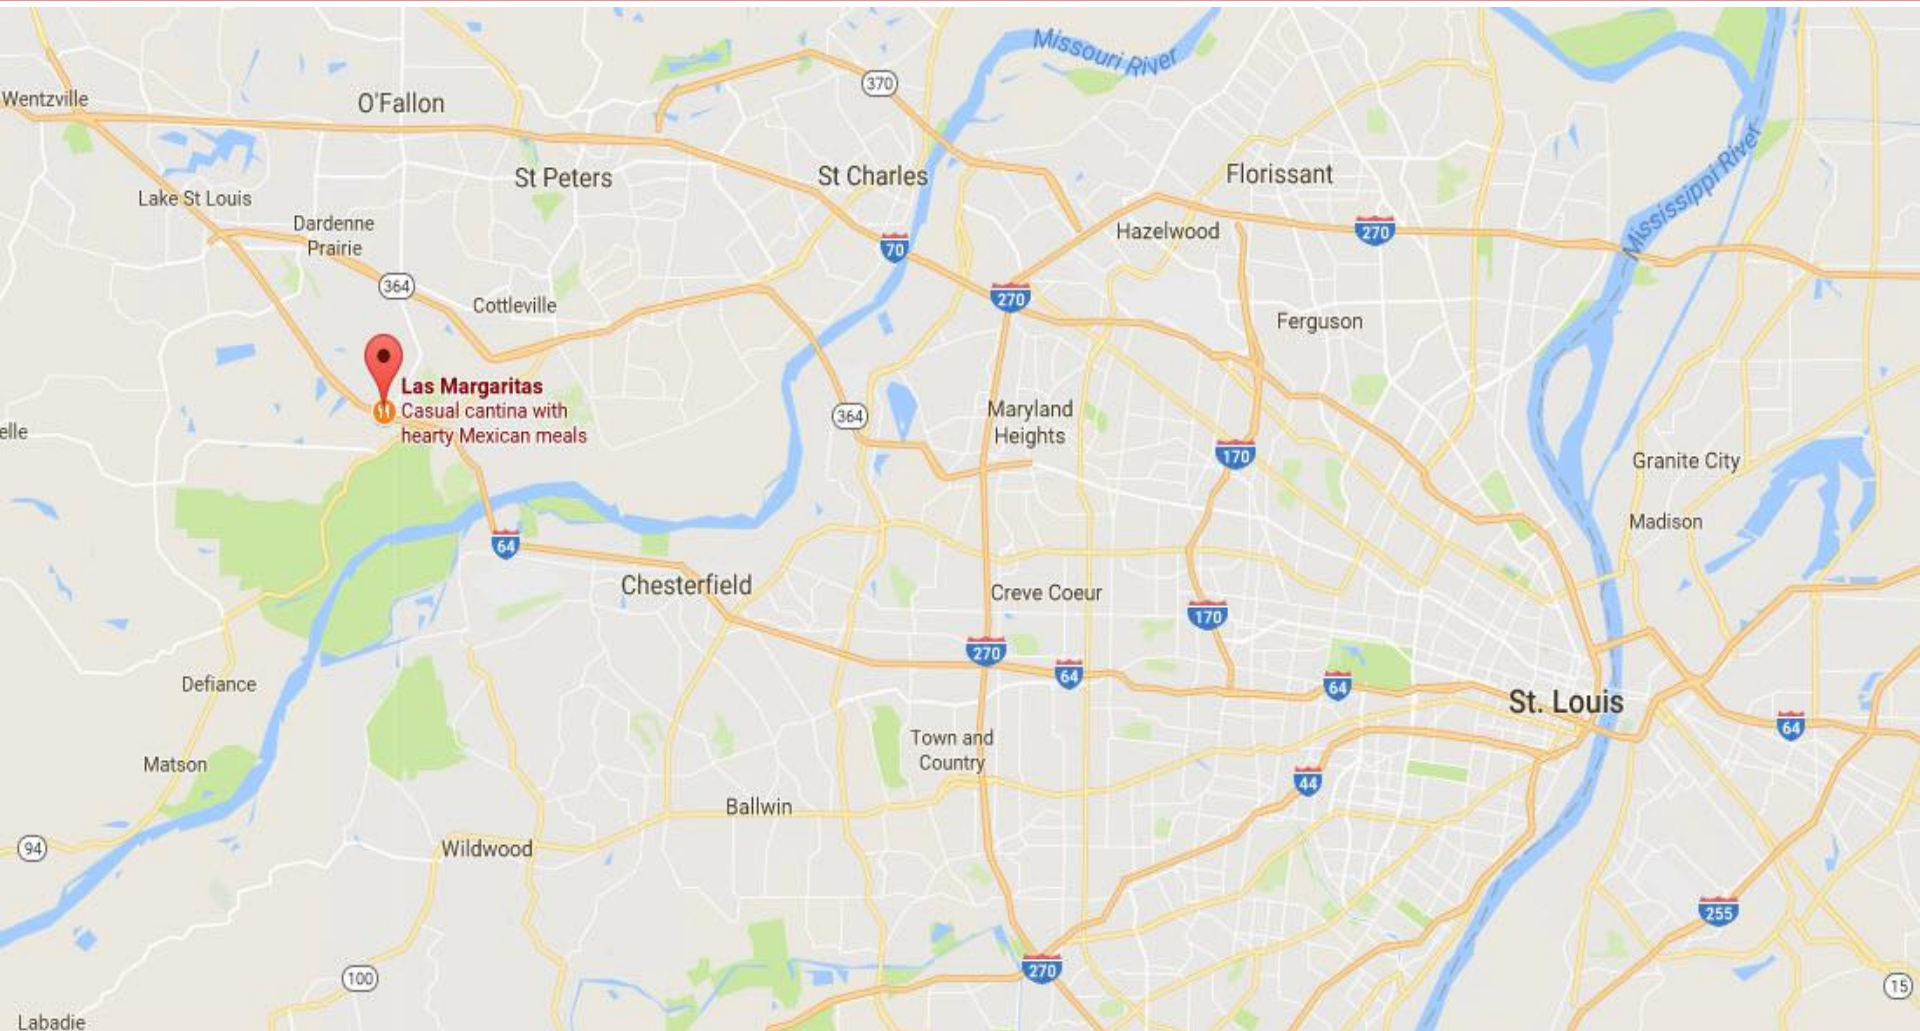 Missouri River
370
Wentzville
O'Fallon
Mississippi River
St Peters
St Charles
Florissant
Lake St Louis
Dardenne
Prairie
Hazelwood
270
70
364
270
Cottleville
Ferguson
Las Margaritas
Casual cantina with
hearty Mexican meals
364
Maryland
Heights
elle
170
Granite City
Madison
64
Chesterfield
Creve Coeur
170
270
64
64
Defiance
St. Louis
64
Town and
Country
Matson
44
Ballwin
94
Wildwood
255
270
100
15
Labadie